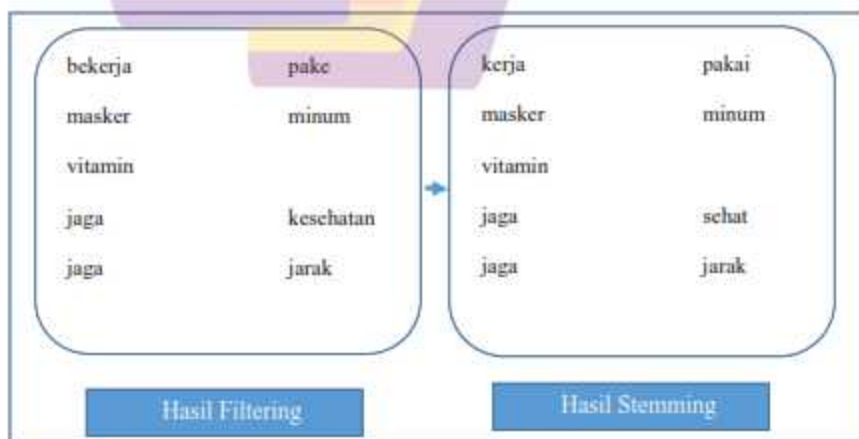 bekerja pake
masker minum
vitamin
jaga kesehatan
jaga jarak
Hasil Filtering
kerja pakai
masker minum
vitamin
jaga sehat
jaga jarak
Hasil Stemming